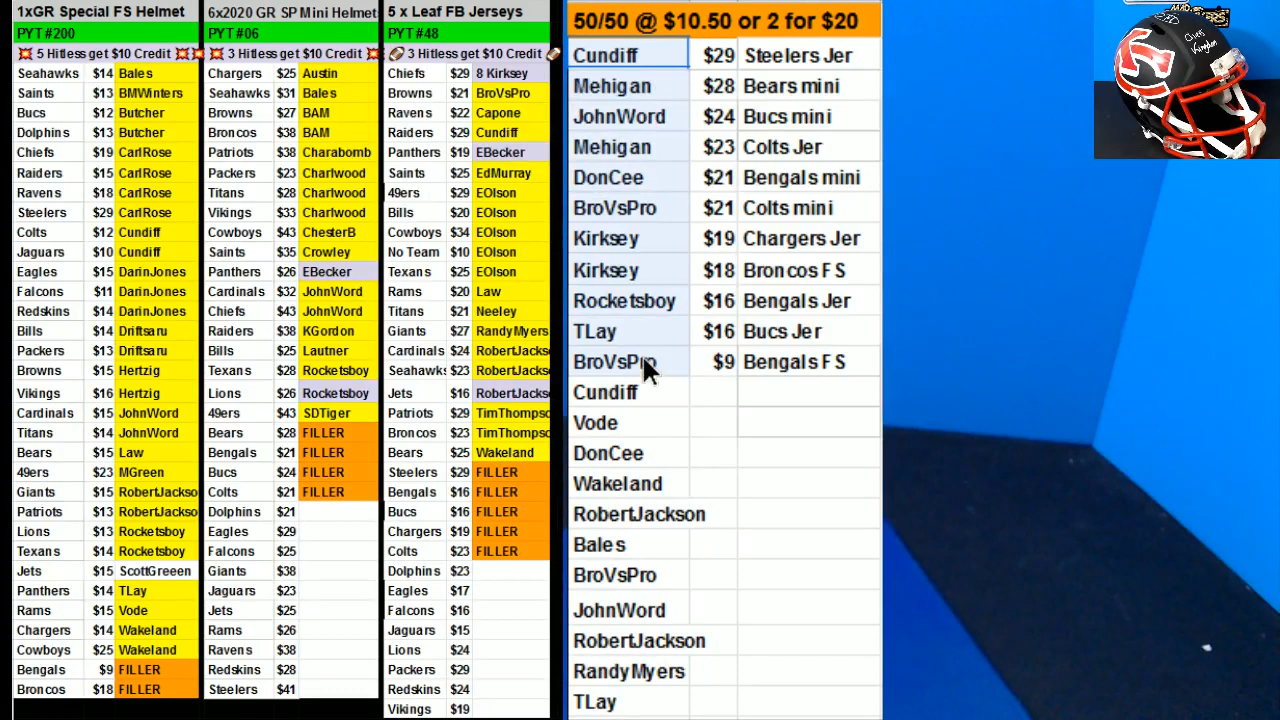 1xGR Special FS Helmet
PYT #200
5 Hitless get $10 Credit
Seahawks $14 Bales
Saints $13 BMWinters
Bucs $12 Butcher
Dolphins $13 Butcher
Chiefs $19 CarlRose
Raiders $15 CarlRose
Ravens $18 CarlRose
Steelers $29 CarlRose
Colts $12 Cundiff
Jaguars $10 Cundiff
Eagles $15 DarinJones
Falcons $11 DarinJones
Redskins $13 DarinJones
Bills $14 Driftsaru
Packers $13 Driftsaru
Browns $15 Hertzig
Vikings $16 Hertzig
Cardinals $15 JohnWord
Titans $14 JohnWord
Bears $15 Law
49ers $23 MGreen
Giants $15 RobertJackso
Patriots $13 RobertJackso
Lions $13 Rocketsboy
Texans $14 Rocketsboy
Jets $15 ScottGreeen
Panthers $14 TLay
Rams $15 Vode
Chargers $14 Wakeland
Cowboys $25 Wakeland
Bengals $9 FILLER
Broncos $18 FILLER
6x2020 GR SP Mini Helmet
PYT #06
3 Hitless get $10 Credit
Chargers $25 Austin
Seahawks $31 Bales
Browns $27 BAM
Broncos $38 BAM
Patriots $38 Charabomb
Packers $23 Charlwood
Titans $28 Charlwood
Vikings $33 Charlwood
Cowboys $43 ChesterB
Saints $35 Crowley
Panthers $26 EBecker
Cardinals $32 JohnWord
Chiefs $43 JohnWord
Raiders $38 KGordon
Bills $25 Lautner
Texans $28 Rocketsboy
Lions $26 Rocketsboy
49ers $43 SDTiger
Bears $28 FILLER
Bengals $21 FILLER
Bucs $24 FILLER
Colts $21 FILLER
Dolphins $21
Eagles $29
Falcons $25
Giants $38
Jaguars $23
Jets $25
Rams $26
Ravens $38
Redskins $28
Steelers $41
5 x Leaf FB Jerseys
PYT #48
3 Hitless get $10 Credit
Chiefs $29 8 Kirksey
Browns $21 BroVsPro
Ravens $22 Capone
Raiders $29 Cundiff
Panthers $19 EBecker
Saints $25 EdMurray
49ers $29 EOlson
Bills $20 EOlson
Cowboys $34 EOlson
No Team $10 EOlson
Texans $25 EOlson
Rams $20 Law
Titans $21 Neeley
Giants $27 RandyMyers
Cardinals $24 RobertJacks
Seahawks $23 RobertJacks
Jets $16 RobertJacks
Patriots $29 TimThompso
Broncos $23 TimThompso
Bears $25 Wakeland
Steelers $29 FILLER
Bengals $16 FILLER
Bucs $16 FILLER
Chargers $19 FILLER
Colts $23 FILLER
Dolphins $23
Eagles $17
Falcons $16
Jaguars $15
Lions $24
Packers $29
Redskins $24
Vikings $19
50/50 @ $10.50 or 2 for $20
Cundiff $29 Steelers Jer
Mehigan $28 Bears mini
JohnWord $24 Bucs mini
Mehigan $23 Colts Jer
DonCee $21 Bengals mini
BroVsPro $21 Colts mini
Kirksey $19 Chargers Jer
Kirksey $18 Broncos FS
Rocketsboy $16 Bengals Jer
TLay $16 Bucs Jer
BroVsPro $9 Bengals FS
Cundiff
Vode
DonCee
Wakeland
RobertJackson
Bales
BroVsPro
JohnWord
RobertJackson
RandyMyers
TLay